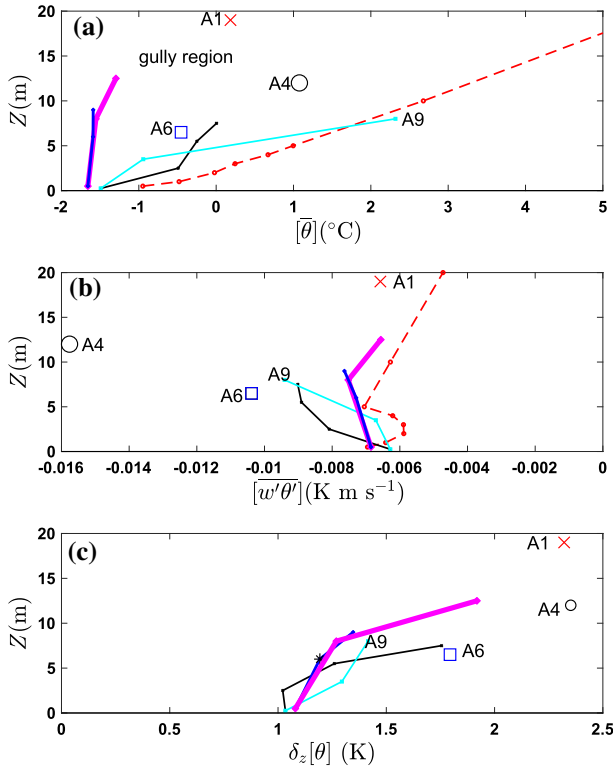 (a)
A1
gully region
A4
A6
A9
Z(m)
20
15
10
5
0
-2 -1 0 1 2 3 4 5
[θ̅](°C)
(b)
A1
A4
A9
A6
Z(m)
20
15
10
5
0
-0.016 -0.014 -0.012 -0.01 -0.008 -0.006 -0.004 -0.002 0
[w'θ'](K m s⁻¹)
(c)
A1
A4
A9
A6
Z(m)
20
15
10
5
0
0 0.5 1 1.5 2 2.5
δz[θ] (K)